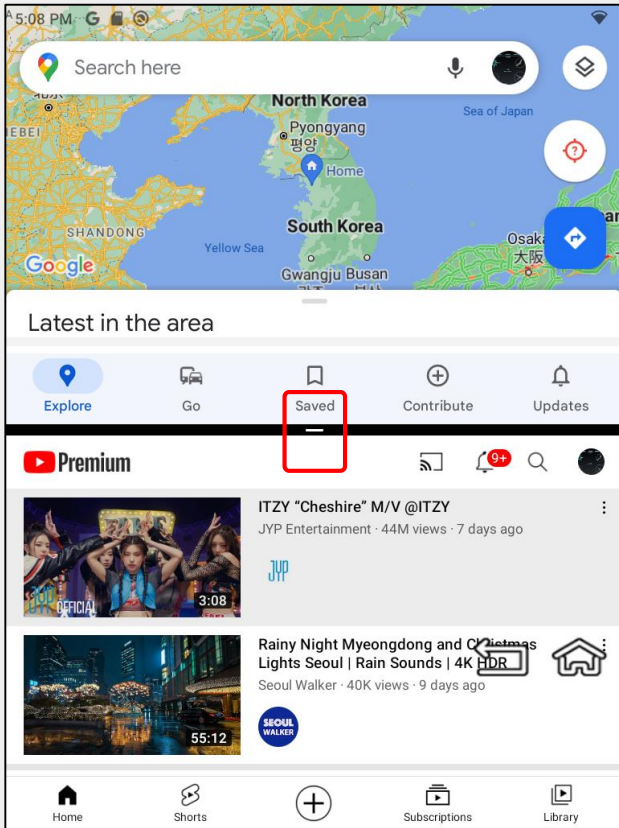 5:08 PM G
Search here
North Korea
Sea of Japan
EBEI
Pyongyang
평양
Home
South Korea
SHANDONG
Yellow Sea
Osak
大阪
Google
Gwangju Busan
Latest in the area
Explore Go Saved Contribute Updates
Premium 9+
ITZY “Cheshire” M/V @ITZY
JYP Entertainment · 44M views · 7 days ago
JYP
JYP OFFICIAL
3:08
Rainy Night Myeongdong and Christmas
Lights Seoul | Rain Sounds | 4K HDR
Seoul Walker · 40K views · 9 days ago
SEOUL
WALKER
55:12
Home Shorts Subscriptions Library